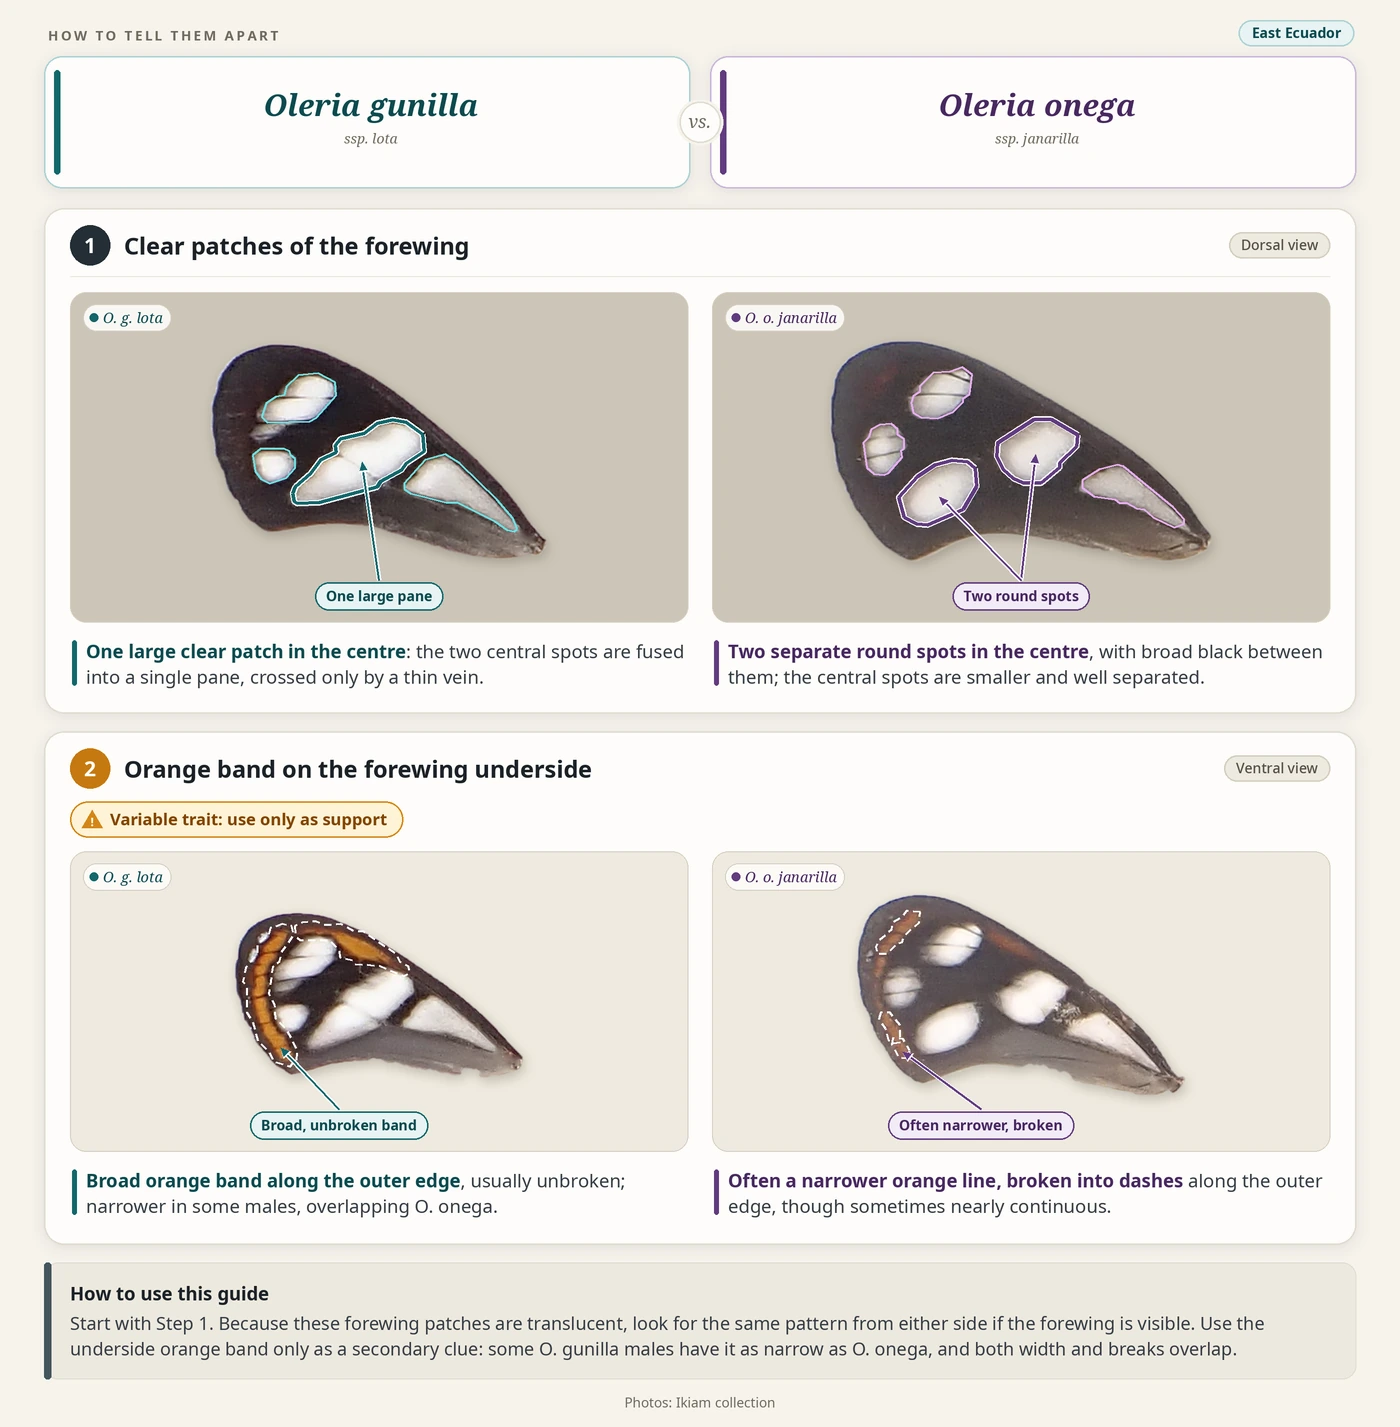 HOW TO TELL THEM APART
East Ecuador
Oleria gunilla
ssp. lota
vs.
Oleria onega
ssp. janarilla
1
Clear patches of the forewing
Dorsal view
O. g. lota
One large pane
O. o. janarilla
Two round spots
One large clear patch in the centre: the two central spots are fused
into a single pane, crossed only by a thin vein.
Two separate round spots in the centre, with broad black between
them; the central spots are smaller and well separated.
2
Orange band on the forewing underside
Ventral view
Variable trait: use only as support
O. g. lota
Broad, unbroken band
O. o. janarilla
Often narrower, broken
Broad orange band along the outer edge, usually unbroken;
narrower in some males, overlapping O. onega.
Often a narrower orange line, broken into dashes along the outer
edge, though sometimes nearly continuous.
How to use this guide
Start with Step 1. Because these forewing patches are translucent, look for the same pattern from either side if the forewing is visible. Use the
underside orange band only as a secondary clue: some O. gunilla males have it as narrow as O. onega, and both width and breaks overlap.
Photos: Ikiam collection